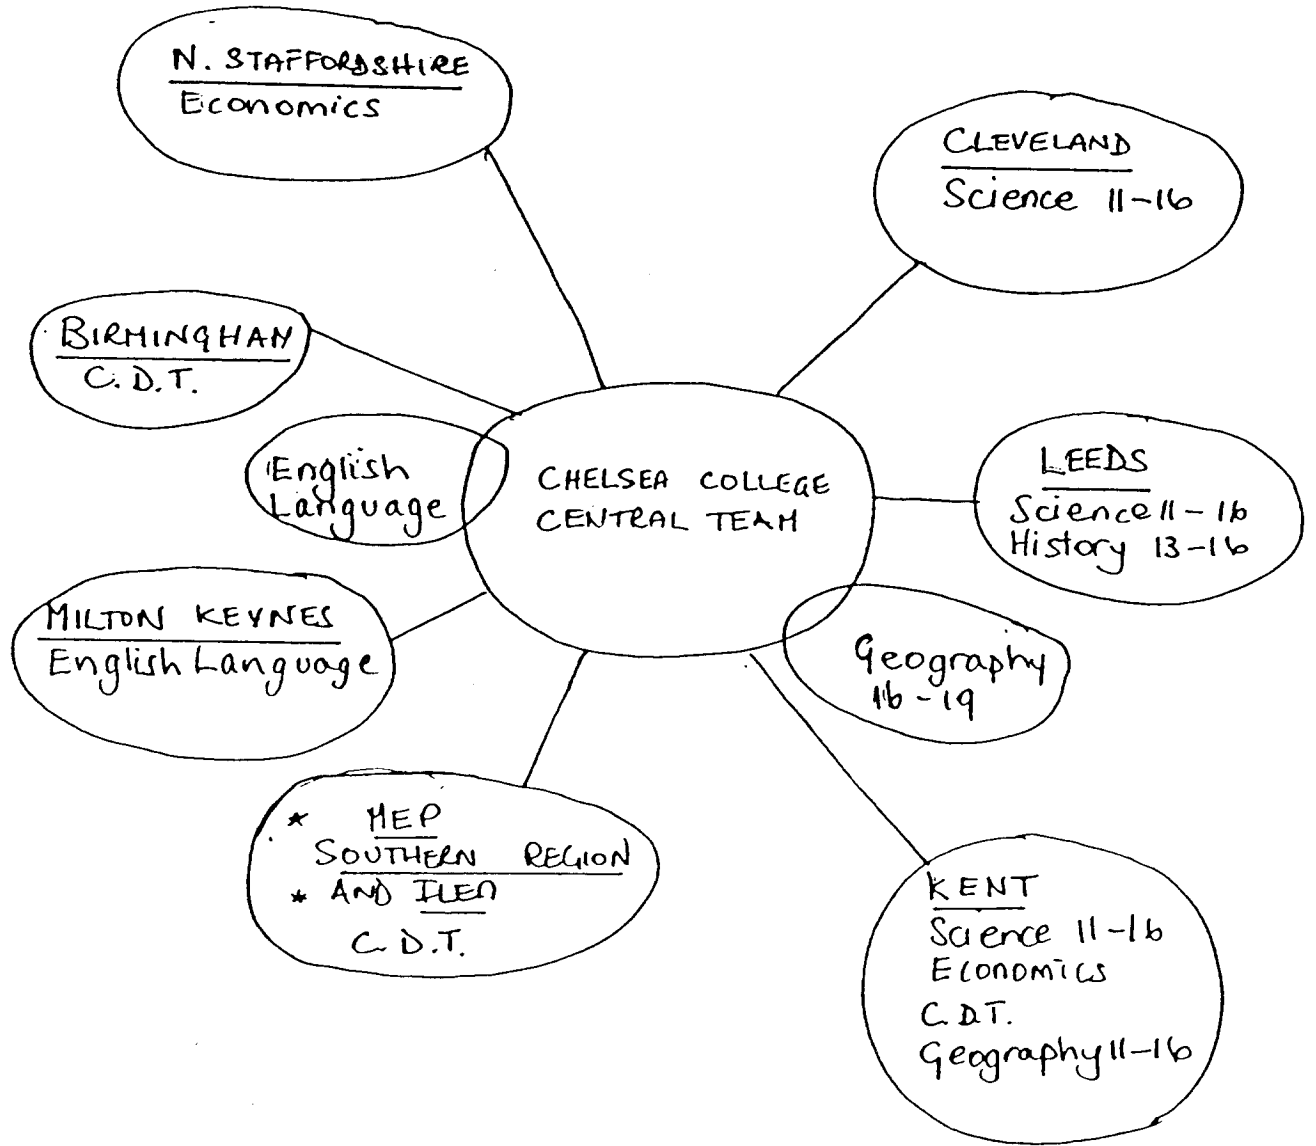 N. STAFFORDSHIRE
Economics
CLEVELAND
Science 11-16
BIRMINGHAM
C.D.T.
English
Language
CHELSEA COLLEGE
CENTRAL TEAM
LEEDS
Science 11-16
History 13-16
MILTON KEYNES
English Language
Geography
16-19
* MEP
SOUTHERN REGION
* AND ILEA
C.D.T.
KENT
Science 11-16
Economics
C.D.T.
Geography 11-16